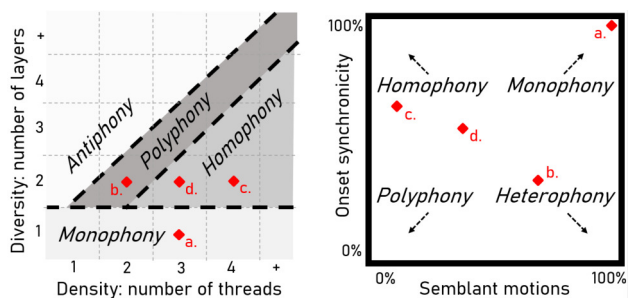 Diversity: number of layers
+
4
3
2
1
Antiphony
Polyphony
Homophony
b.
d.
c.
Monophony
a.
1
2
3
4
+
Density: number of threads
Onset synchronicity
100%
0%
a.
Homophony
Monophony
c.
d.
b.
Polyphony
Heterophony
0%
100%
Semblant motions